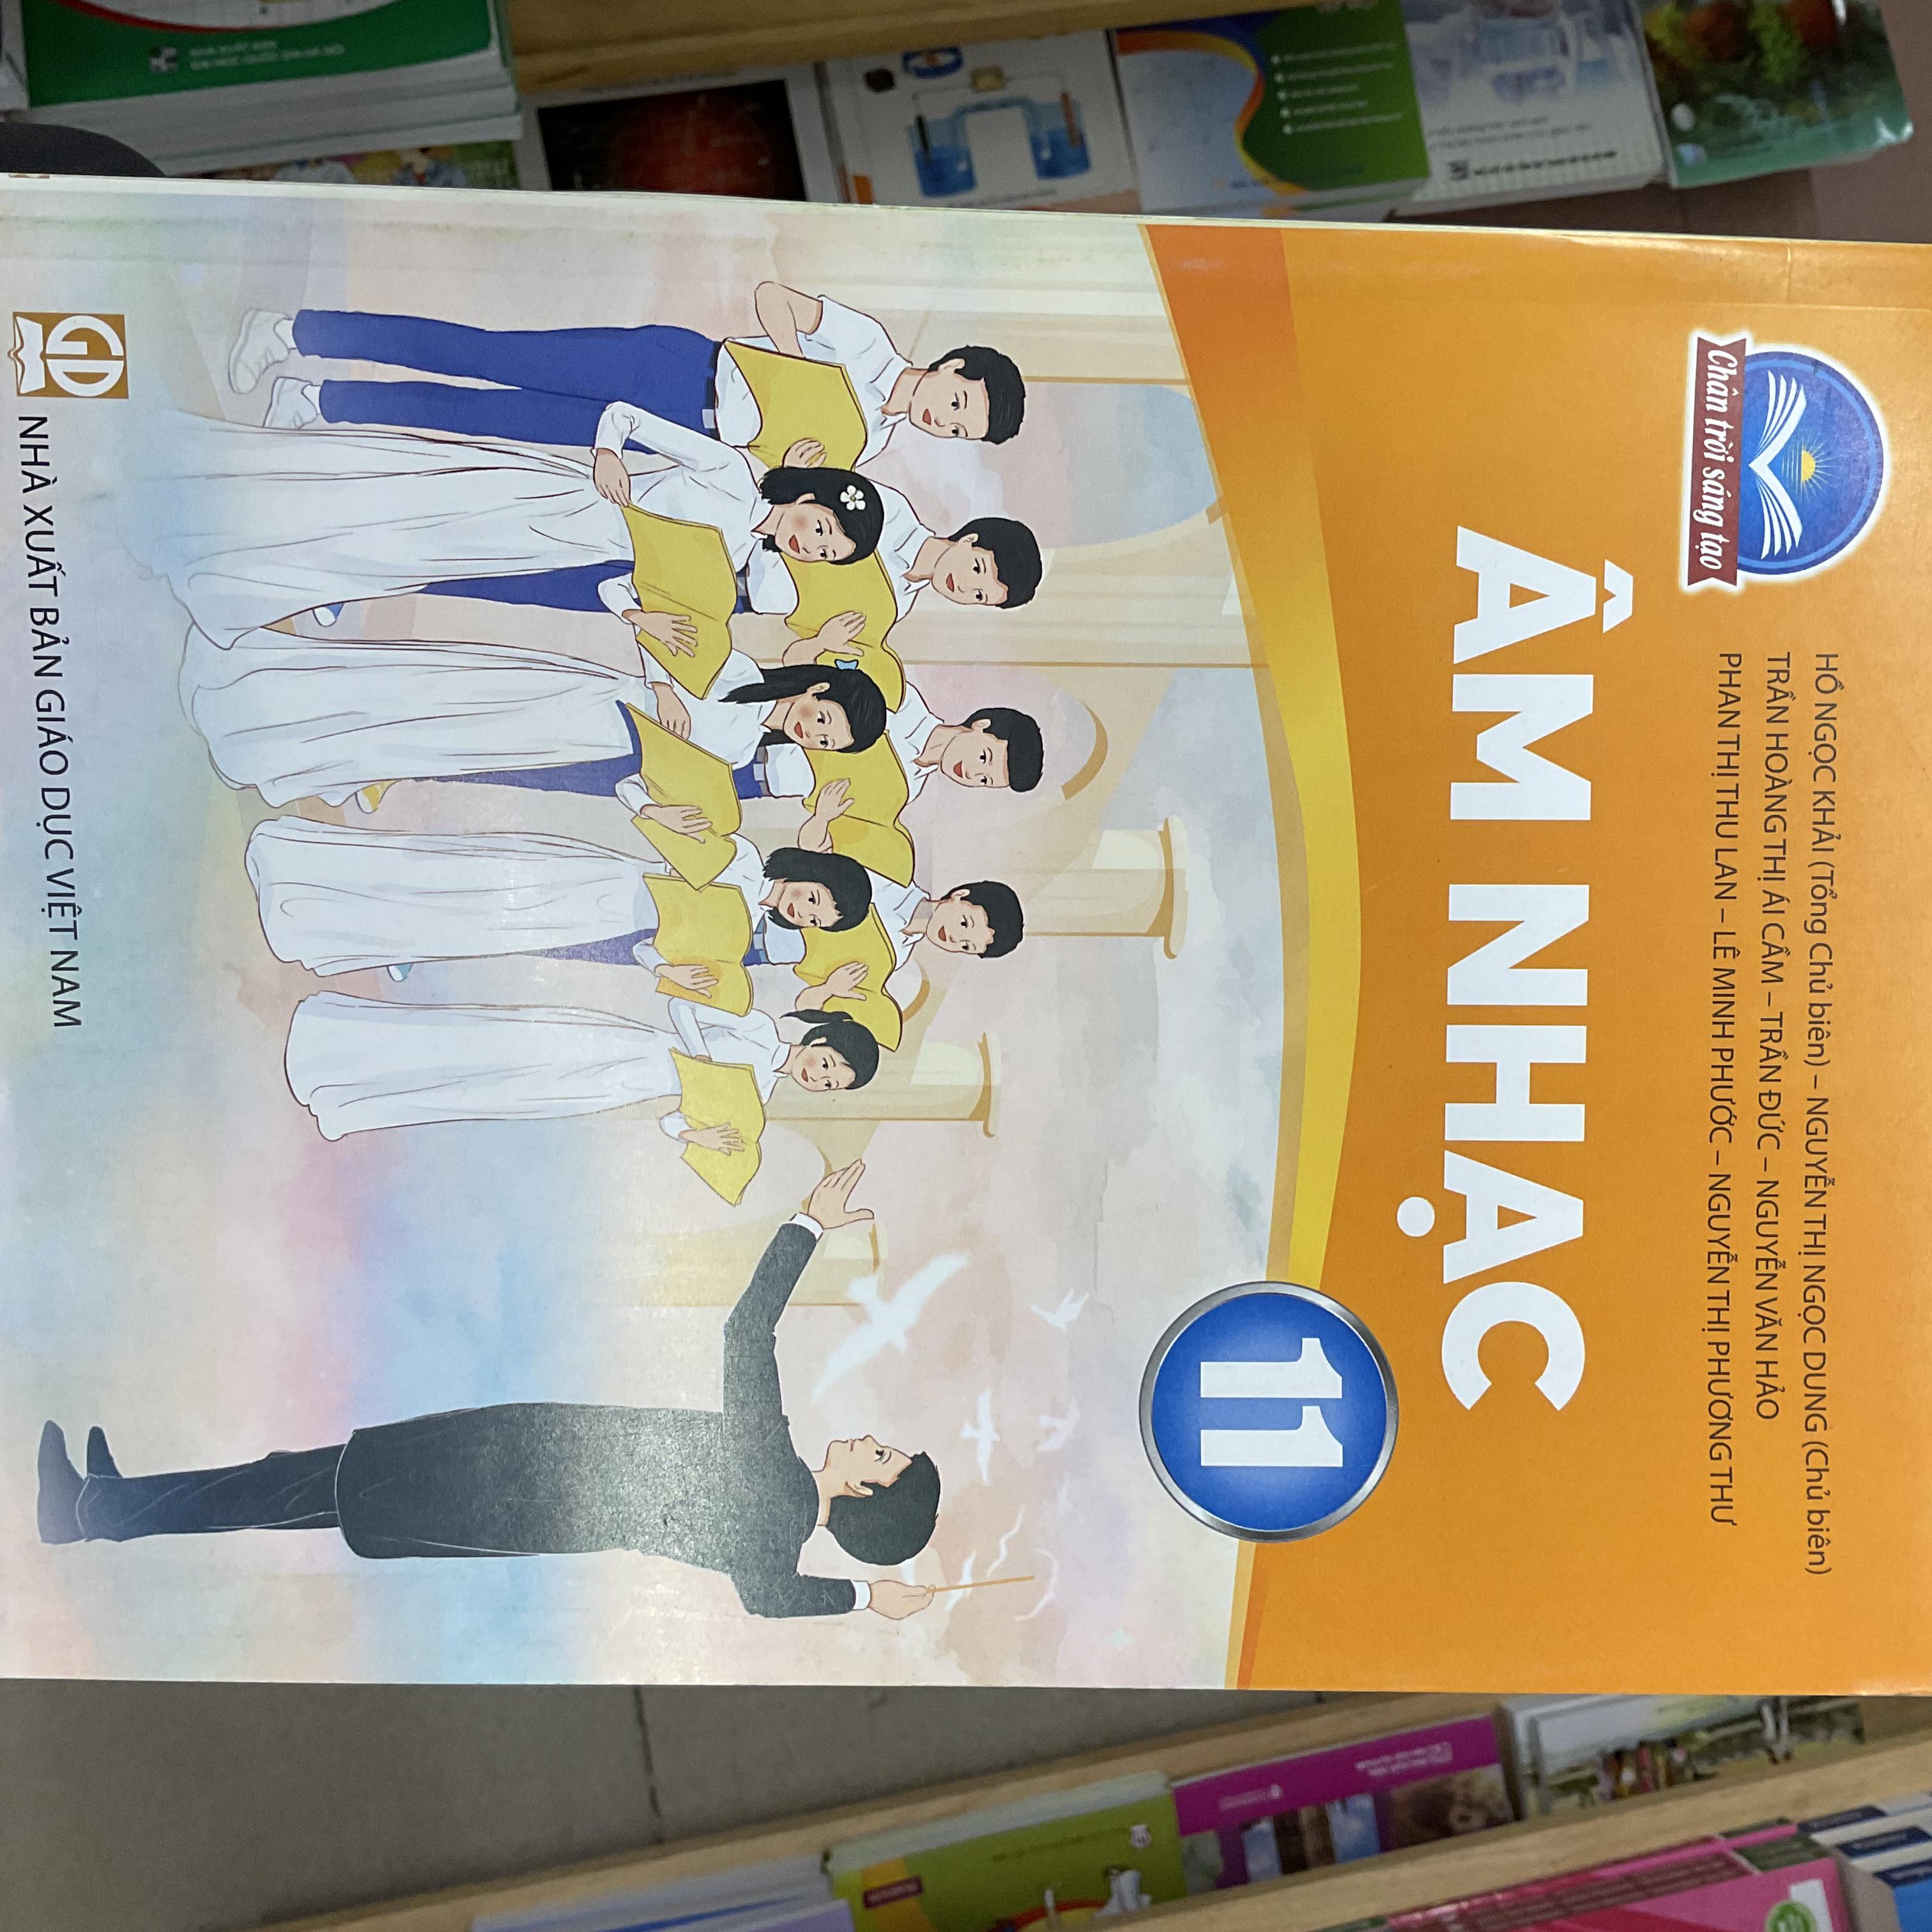 HỒ NGỌC KHẢI (Tổng Chủ biên) – NGUYỄN THỊ NGỌC DUNG (Chủ biên)
TRẦN HOÀNG THỊ ÁI CẦM – TRẦN ĐỨC – NGUYỄN VĂN HẢO
PHAN THỊ THU LAN – LÊ MINH PHƯỚC – NGUYỄN THỊ PHƯƠNG THƯ
Chân trời sáng tạo
ÂM NHẠC
11
GD
NHÀ XUẤT BẢN GIÁO DỤC VIỆT NAM